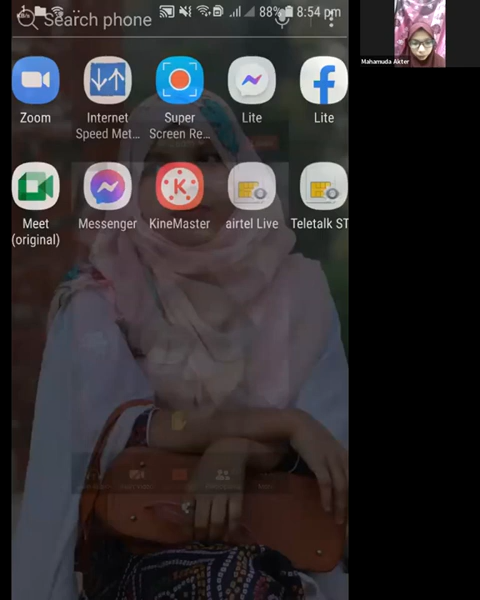 Search phone
88% 8:54 pm
Mahamuda Akter
Zoom
Internet
Speed Met...
Super
Screen Re...
Lite
Lite
Meet
(original)
Messenger
KineMaster
airtel Live
Teletalk ST